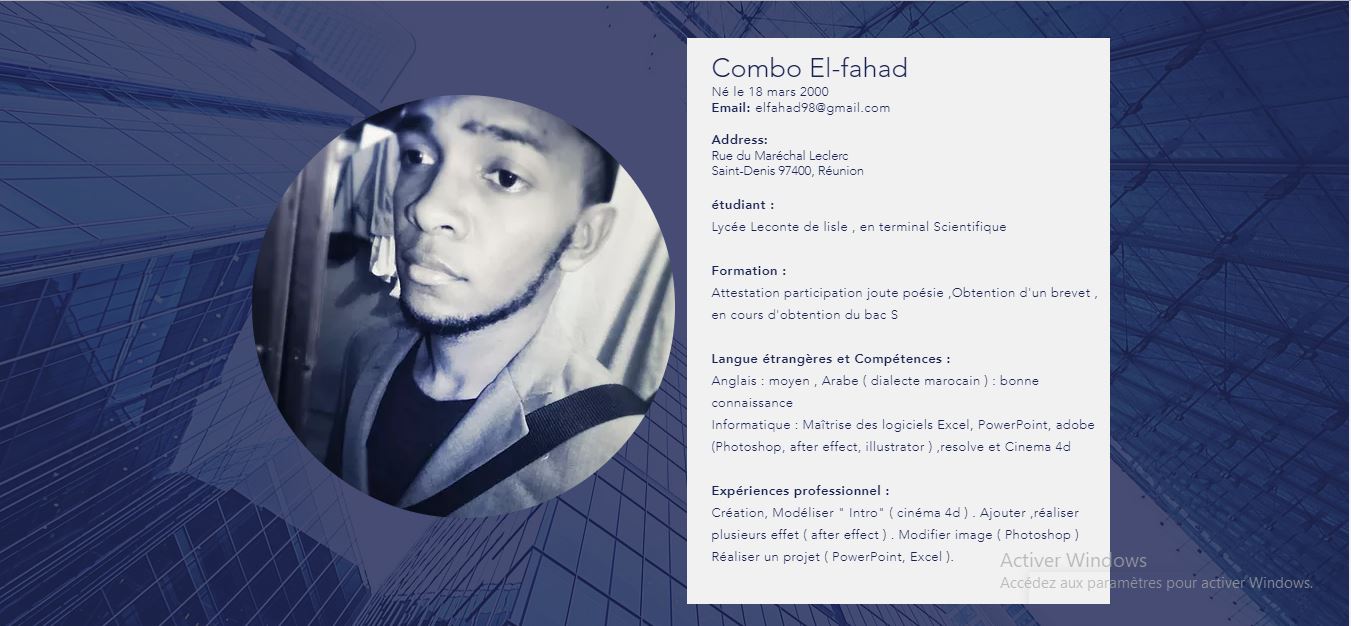 Combo El-fahad
Né le 18 mars 2000
Email: elfahad98@gmail.com
Address:
Rue du Maréchal Leclerc
Saint-Denis 97400, Réunion
étudiant :
Lycée Leconte de lisle , en terminal Scientifique
Formation :
Attestation participation joute poésie ,Obtention d'un brevet ,
en cours d'obtention du bac S
Langue étrangères et Compétences :
Anglais : moyen , Arabe ( dialecte marocain ) : bonne
connaissance
Informatique : Maîtrise des logiciels Excel, PowerPoint, adobe
(Photoshop, after effect, illustrator ) ,resolve et Cinema 4d
Expériences professionnel :
Création, Modéliser " Intro" ( cinéma 4d ) . Ajouter ,réaliser
plusieurs effet ( after effect ) . Modifier image ( Photoshop )
Réaliser un projet ( PowerPoint, Excel ).
Activer Windows
Accédez aux paramètres pour activer Windows.